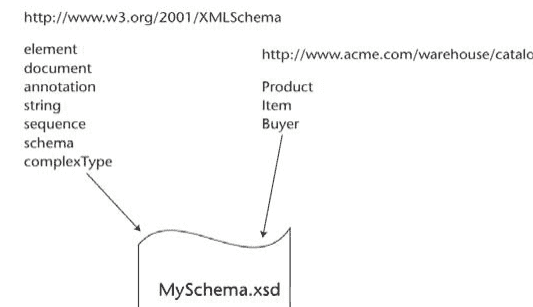 http://www.w3.org/2001/XMLSchema
element
document
annotation
string
sequence
schema
complexType
http://www.acme.com/warehouse/catalo
Product
Item
Buyer
MySchema.xsd